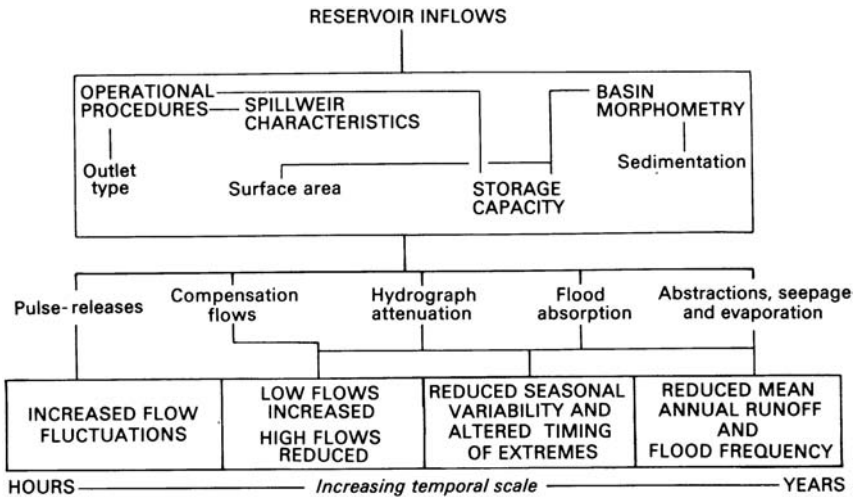 RESERVOIR INFLOWS
OPERATIONAL
PROCEDURES
SPILLWEIR
CHARACTERISTICS
BASIN
MORPHOMETRY
Outlet
type
Surface area
STORAGE
CAPACITY
Sedimentation
Pulse-releases
Compensation
flows
Hydrograph
attenuation
Flood
absorption
Abstractions, seepage
and evaporation
INCREASED FLOW
FLUCTUATIONS
LOW FLOWS
INCREASED
HIGH FLOWS
REDUCED
REDUCED SEASONAL
VARIABILITY AND
ALTERED TIMING
OF EXTREMES
REDUCED MEAN
ANNUAL RUNOFF
AND
FLOOD FREQUENCY
HOURS Increasing temporal scale YEARS